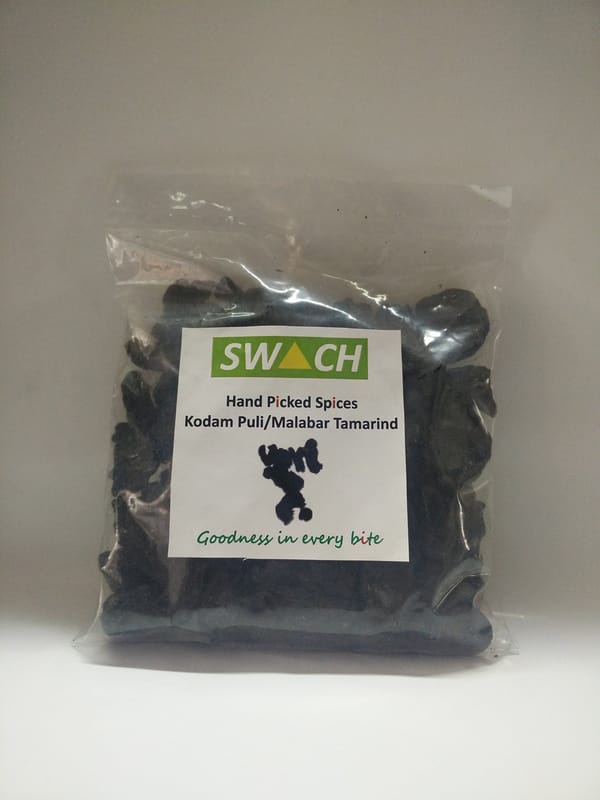 SWACH
Hand Picked Spices
Kodam Puli/Malabar Tamarind
Goodness in every bite